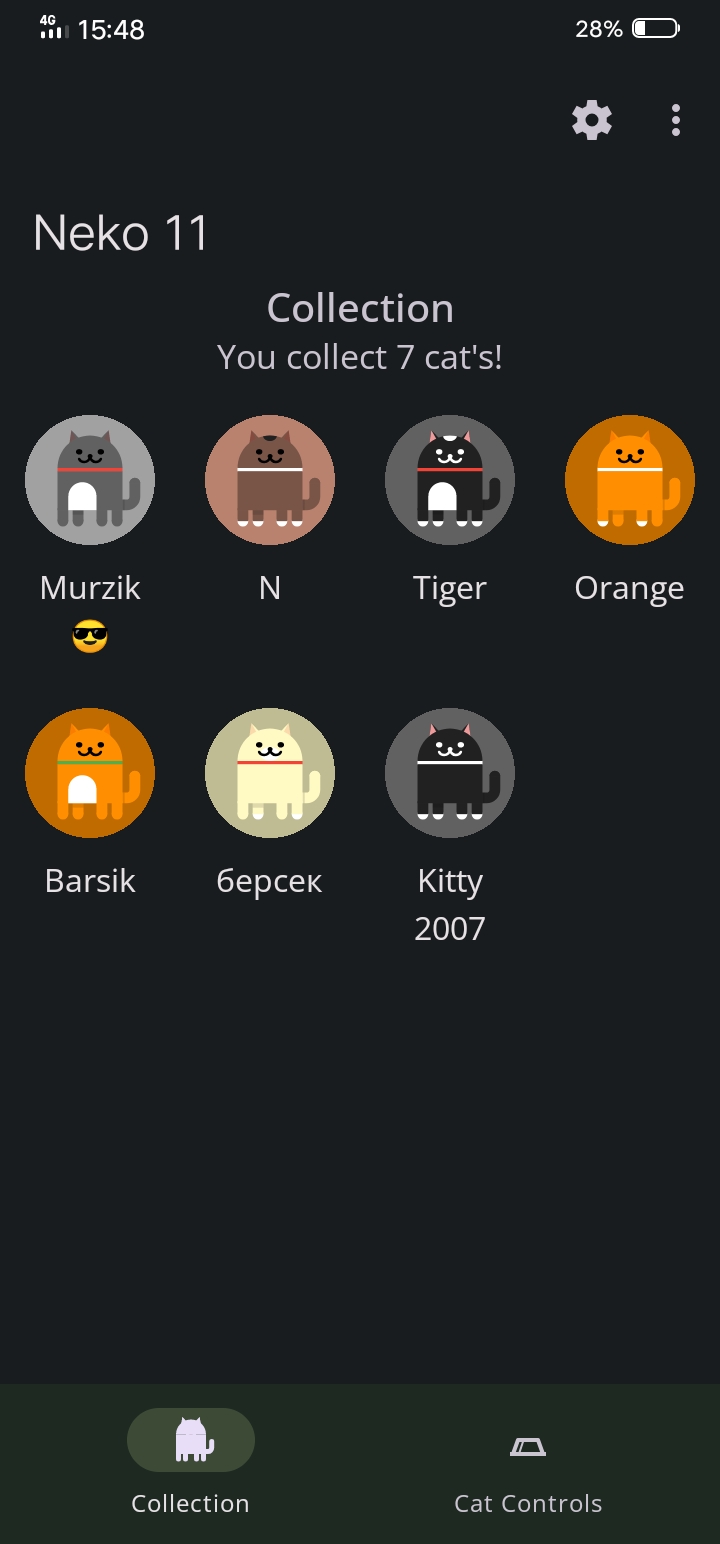 4G 15:48 28%
Neko 11
Collection
You collect 7 cat's!
Murzik N Tiger Orange
😎
Barsik берсек Kitty
2007
Collection Cat Controls